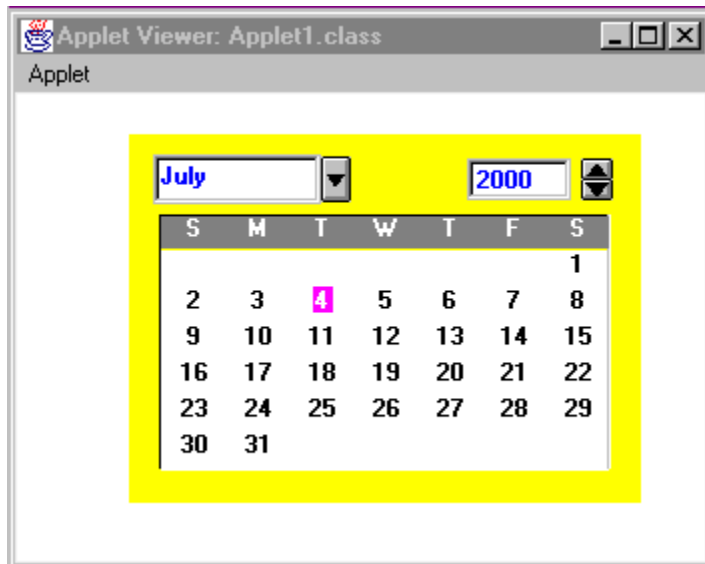 Applet Viewer: Applet1.class
Applet
July 2000
S M T W T F S
1
2 3 4 5 6 7 8
9 10 11 12 13 14 15
16 17 18 19 20 21 22
23 24 25 26 27 28 29
30 31